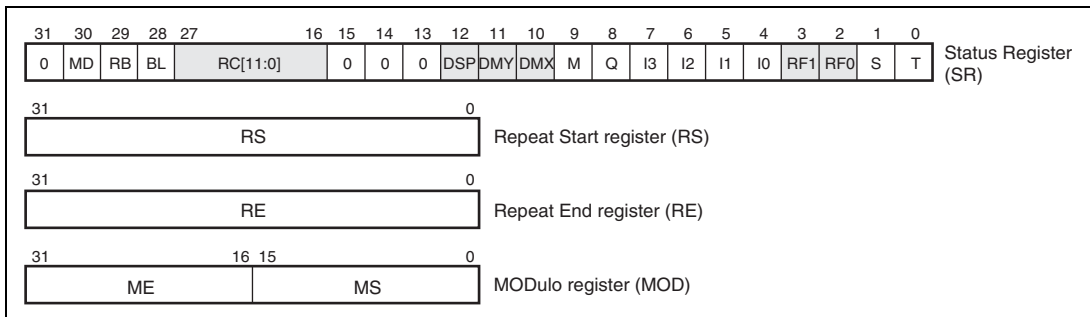 31 30 29 28 27 16 15 14 13 12 11 10 9 8 7 6 5 4 3 2 1 0
0 MD RB BL RC[11:0] 0 0 0 DSP DMY DMX M Q I3 I2 I1 I0 RF1 RF0 S T
Status Register
(SR)
31 0
RS Repeat Start register (RS)
31 0
RE Repeat End register (RE)
31 16 15 0
ME MS MODulo register (MOD)